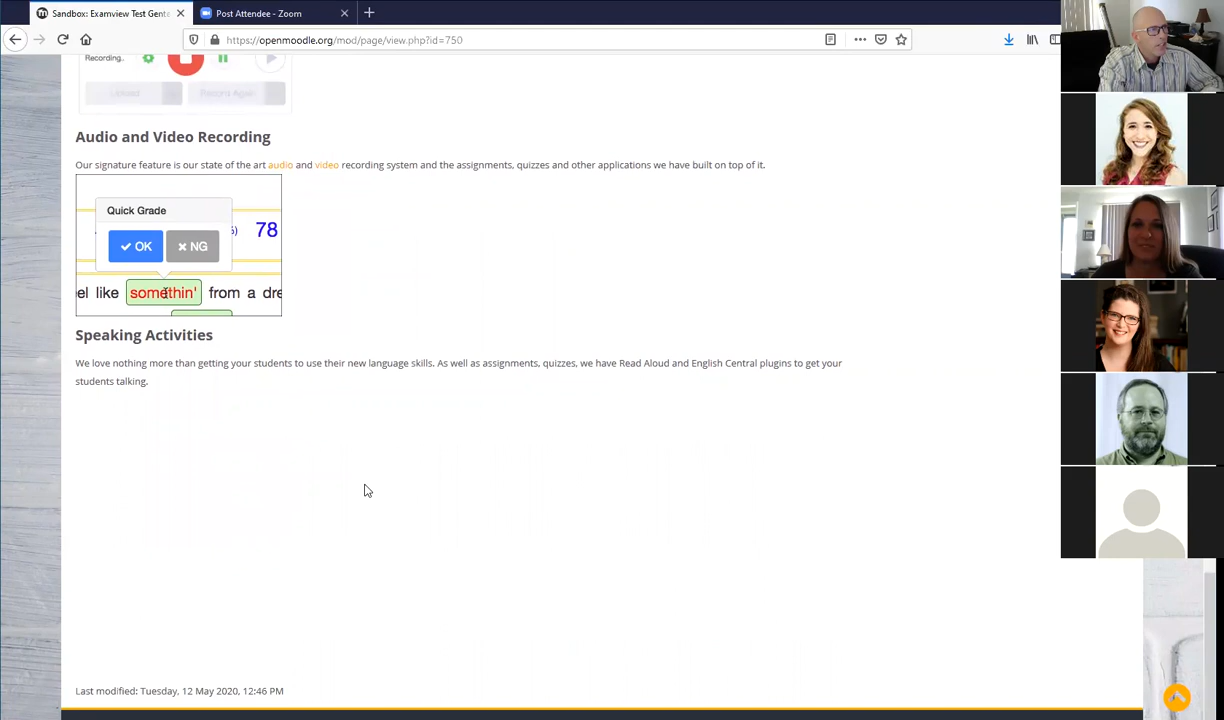 Sandbox: Examview Test Gene
Post Attendee - Zoom
https://openmoodle.org/mod/page/view.php?id=750
Recording..
Upload
Record Again
Audio and Video Recording
Our signature feature is our state of the art audio and video recording system and the assignments, quizzes and other applications we have built on top of it.
Quick Grade
%) 78
OK
NG
el like somethin' from a dre
Speaking Activities
We love nothing more than getting your students to use their new language skills. As well as assignments, quizzes, we have Read Aloud and English Central plugins to get your
students talking.
Last modified: Tuesday, 12 May 2020, 12:46 PM